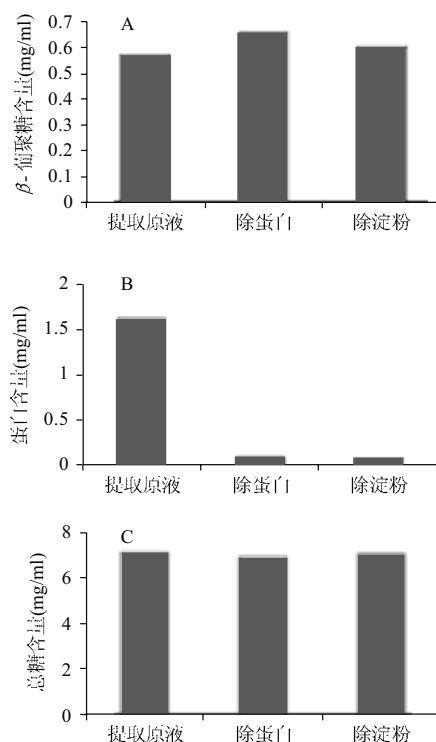 A
β- 葡聚糖含量(mg/ml)
0.7
0.6
0.5
0.4
0.3
0.2
0.1
0
提取原液 除蛋白 除淀粉
B
蛋白含量(mg/ml)
2
1.5
1
0.5
0
提取原液 除蛋白 除淀粉
C
总糖含量(mg/ml)
8
6
4
2
0
提取原液 除蛋白 除淀粉